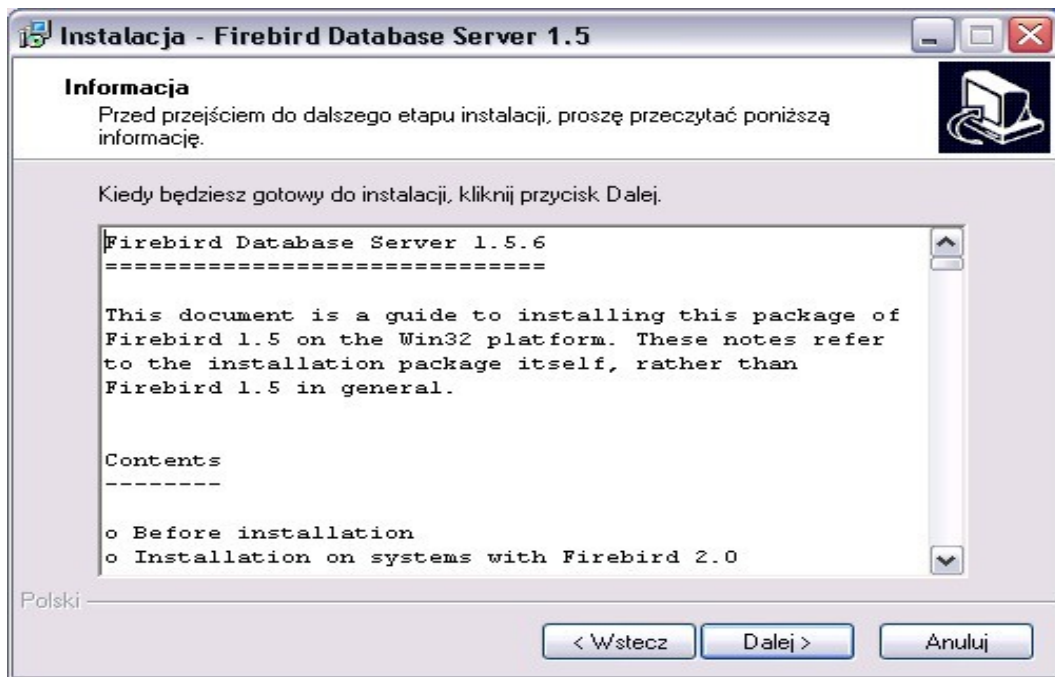 Instalacja - Firebird Database Server 1.5
Informacja
Przed przejściem do dalszego etapu instalacji, proszę przeczytać poniższą
informację.
Kiedy będziesz gotowy do instalacji, kliknij przycisk Dalej.
Firebird Database Server 1.5.6
==============================
This document is a guide to installing this package of
Firebird 1.5 on the Win32 platform. These notes refer
to the installation package itself, rather than
Firebird 1.5 in general.
Contents
--------
o Before installation
o Installation on systems with Firebird 2.0
Polski
< Wstecz
Dalej >
Anuluj